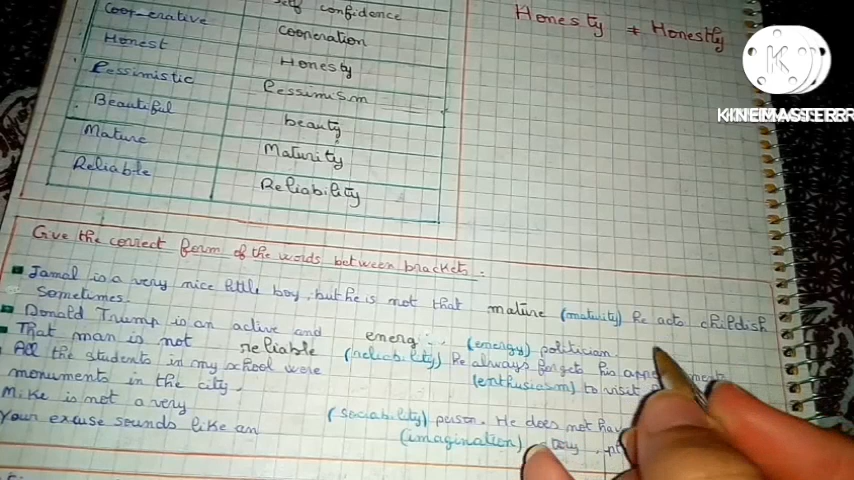 self confidence
Cooperative Cooperation
Honest Honesty
Pessimistic Pessimism
Beautiful beauty
Mature Maturity
Reliable Reliability
Honesty ≠ Honestly
KINEMASTER
Give the correct form of the words between brackets.
Jamal is a very nice little boy, but he is not that mature (maturity) he acts childish
sometimes.
Donald Trump is an active and energ (energy) politician.
That man is not reliable (reliability) he always forgets his
All the students in my school were (enthusiasm) to visit
monuments in the city.
Mike is not a very (sociability) person. He does not have
Your excuse sounds like an (imagination) story.